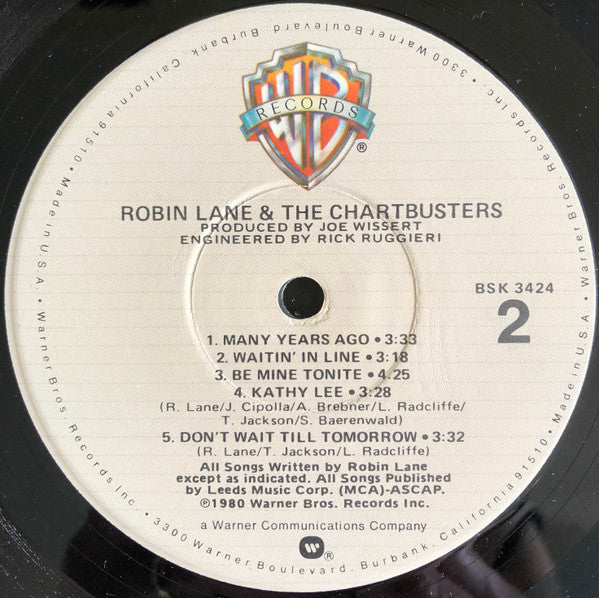 WB
RECORDS
®
ROBIN LANE & THE CHARTBUSTERS
PRODUCED BY JOE WISSERT
ENGINEERED BY RICK RUGGIERI
BSK 3424
2
1. MANY YEARS AGO • 3:33
2. WAITIN' IN LINE • 3:18
3. BE MINE TONITE • 4.25
4. KATHY LEE • 3:28
(R. Lane/J. Cipolla/A. Brebner/L. Radcliffe/
T. Jackson/S. Baerenwald)
5. DON'T WAIT TILL TOMORROW • 3:32
(R. Lane/T. Jackson/L. Radcliffe)
All Songs Written by Robin Lane
except as indicated. All Songs Published
by Leeds Music Corp. (MCA)-ASCAP.
℗1980 Warner Bros. Records Inc.
a Warner Communications Company
W
Warner Bros. Records Inc. • 3300 Warner Boulevard, Burbank, California 91510 • Made in U.S.A. • Warner Bros. Records Inc. • 3300 Warner Boulevard, Burbank, California 91510 • Made in U.S.A. •